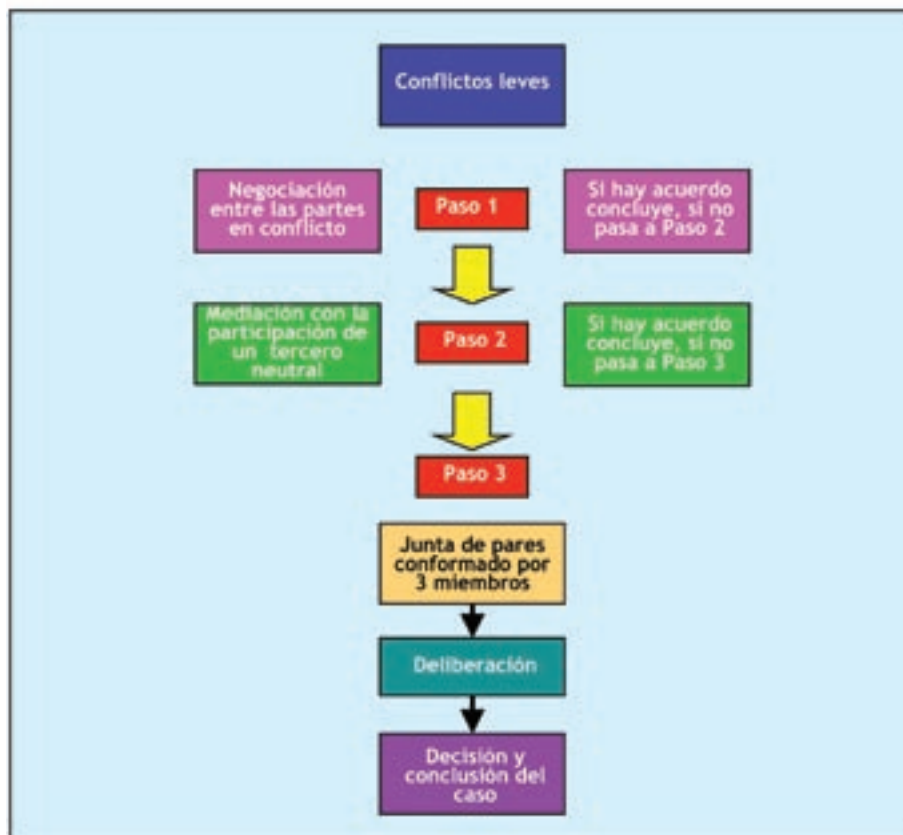 Conflictos leves
Negociación
entre las partes
en conflicto
Paso 1
Si hay acuerdo
concluye, si no
pasa a Paso 2
Mediación con la
participación de
un tercero
neutral
Paso 2
Si hay acuerdo
concluye, si no
pasa a Paso 3
Paso 3
Junta de pares
conformado por
3 miembros
Deliberación
Decisión y
conclusión del
caso